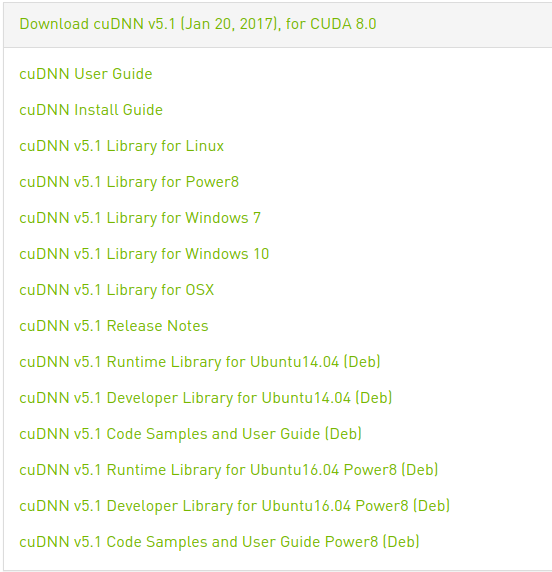 Download cuDNN v5.1 (Jan 20, 2017), for CUDA 8.0
cuDNN User Guide
cuDNN Install Guide
cuDNN v5.1 Library for Linux
cuDNN v5.1 Library for Power8
cuDNN v5.1 Library for Windows 7
cuDNN v5.1 Library for Windows 10
cuDNN v5.1 Library for OSX
cuDNN v5.1 Release Notes
cuDNN v5.1 Runtime Library for Ubuntu14.04 (Deb)
cuDNN v5.1 Developer Library for Ubuntu14.04 (Deb)
cuDNN v5.1 Code Samples and User Guide (Deb)
cuDNN v5.1 Runtime Library for Ubuntu16.04 Power8 (Deb)
cuDNN v5.1 Developer Library for Ubuntu16.04 Power8 (Deb)
cuDNN v5.1 Code Samples and User Guide Power8 (Deb)